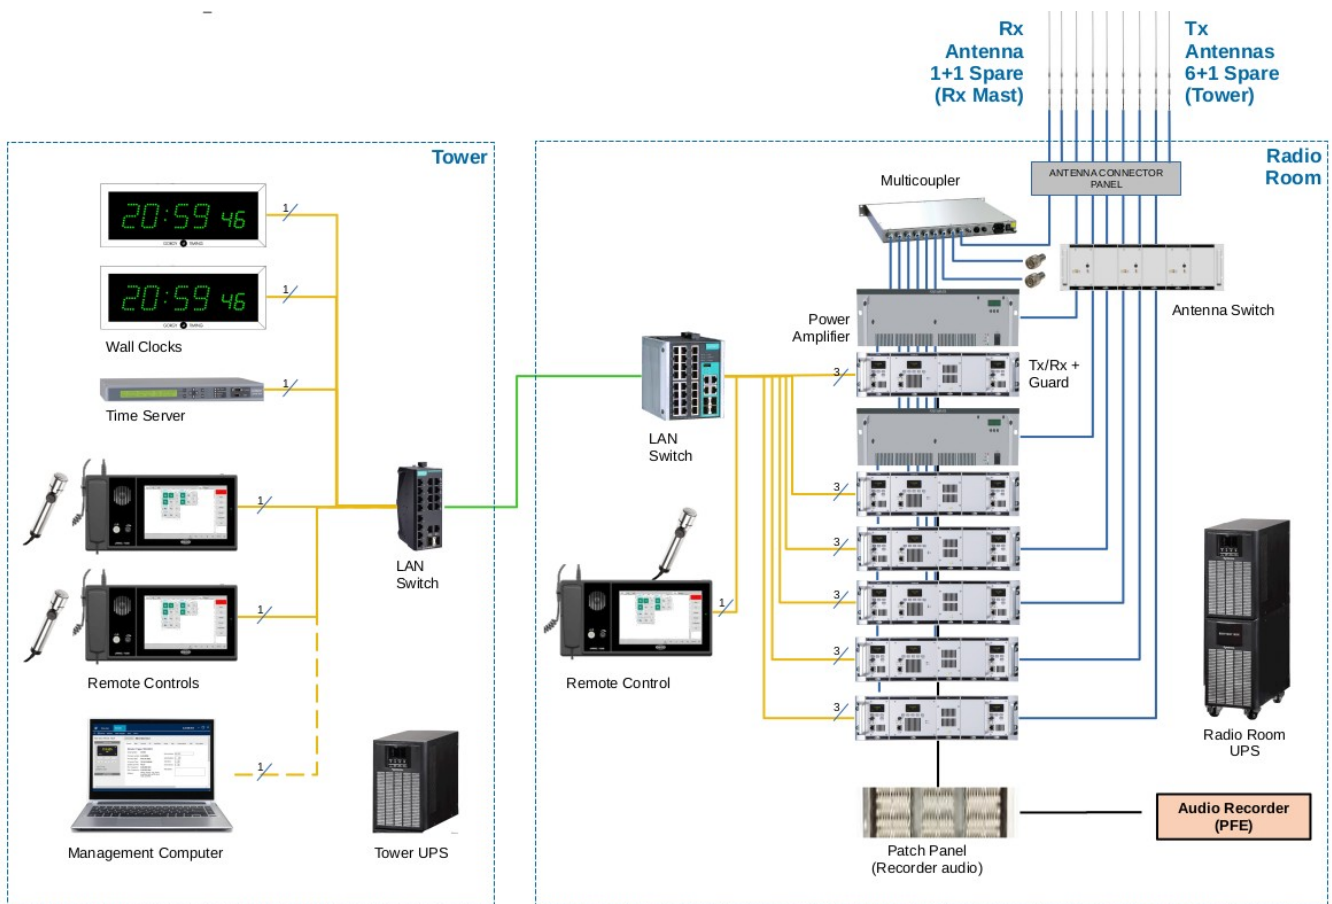 Rx
Antenna
1+1 Spare
(Rx Mast)
Tx
Antennas
6+1 Spare
(Tower)
Tower
Radio
Room
ANTENNA CONNECTOR
PANEL
Multicoupler
20:59 46
1
20:59 46
1
Wall Clocks
Antenna Switch
Power
Amplifier
Time Server
1
3
Tx/Rx +
Guard
LAN
Switch
1
LAN
Switch
3
3
3
3
3
1
Remote Controls
1
Remote Control
Management Computer
1
Tower UPS
Radio Room
UPS
Patch Panel
(Recorder audio)
Audio Recorder
(PFE)